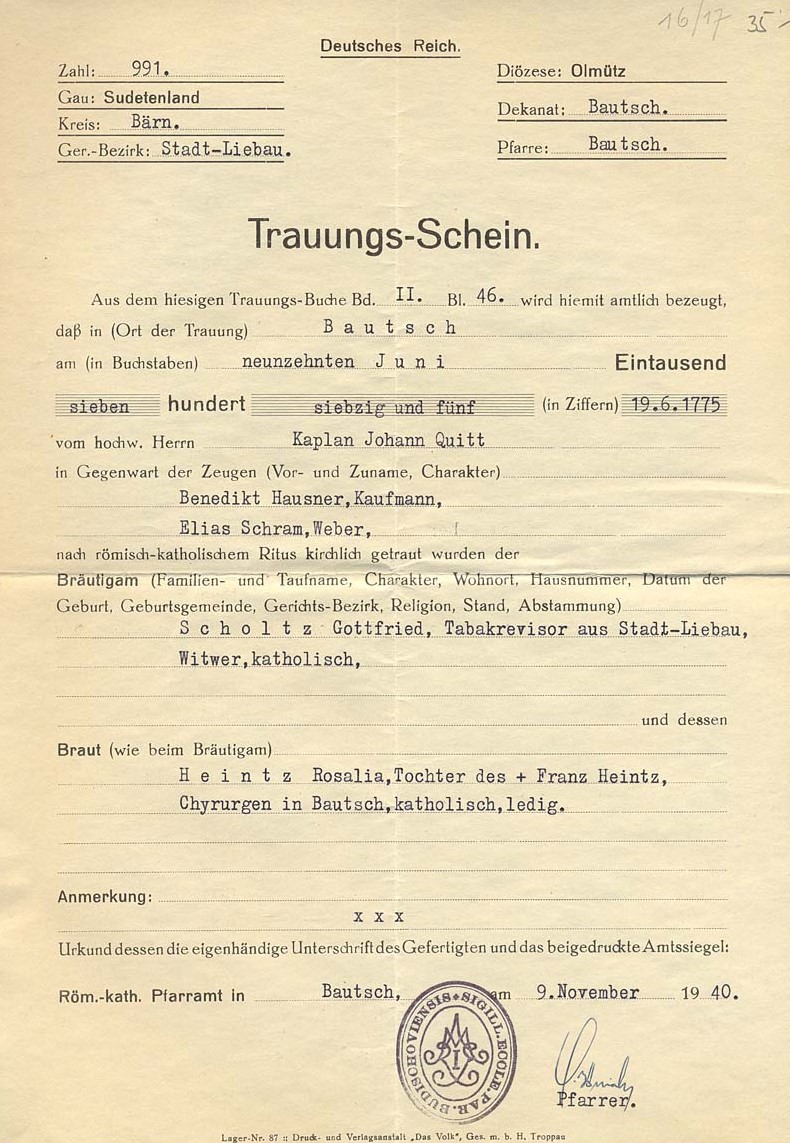 16/17 35
Deutsches Reich.
Zahl: 991.
Diözese: Olmütz
Gau: Sudetenland
Dekanat: Bautsch.
Kreis: Bärn.
Pfarre: Bautsch.
Ger.-Bezirk: Stadt-Liebau.
Trauungs-Schein.
Aus dem hiesigen Trauungs-Buche Bd. II. Bl. 46. wird hiemit amtlich bezeugt,
daß in (Ort der Trauung) B a u t s c h
am (in Buchstaben) neunzehnten J u n i Eintausend
sieben hundert siebzig und fünf (in Ziffern) 19.6.1775
vom hochw. Herrn Kaplan Johann Quitt
in Gegenwart der Zeugen (Vor- und Zuname, Charakter)
Benedikt Hausner,Kaufmann,
Elias Schram,Weber,
nach römisch-katholischem Ritus kirchlich getraut wurden der
Bräutigam (Familien- und Taufname, Charakter, Wohnort, Hausnummer, Datum der
Geburt, Geburtsgemeinde, Gerichts-Bezirk, Religion, Stand, Abstammung)
S c h o l t z Gottfried, Tabakrevisor aus Stadt-Liebau,
Witwer,katholisch,
und dessen
Braut (wie beim Bräutigam)
H e i n t z Rosalia,Tochter des + Franz Heintz,
Chyrurgen in Bautsch,katholisch,ledig.
Anmerkung:
x x x
Urkund dessen die eigenhändige Unterschrift des Gefertigten und das beigedruckte Amtssiegel:
Röm.-kath. Pfarramt in Bautsch, am 9.November 19 40.
SIGILL. ECCLE. PAR. BUDISCHOVIENSIS
Pfarrer.
Lager-Nr. 87 :: Druck- und Verlagsanstalt „Das Volk", Ges. m. b. H. Troppau